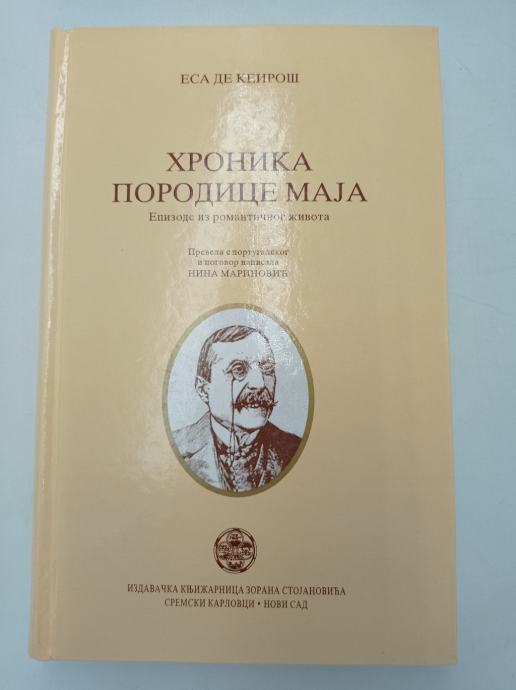 ЕСА ДЕ КЕИРОШ
ХРОНИКА
ПОРОДИЦЕ МАЈА
Епизоде из романтичног живота
Превела с португалског
и поговор написала
НИНА МАРИНОВИЋ
ИЗДАВАЧКА КЊИЖАРНИЦА ЗОРАНА СТОЈАНОВИЋА
СРЕМСКИ КАРЛОВЦИ • НОВИ САД